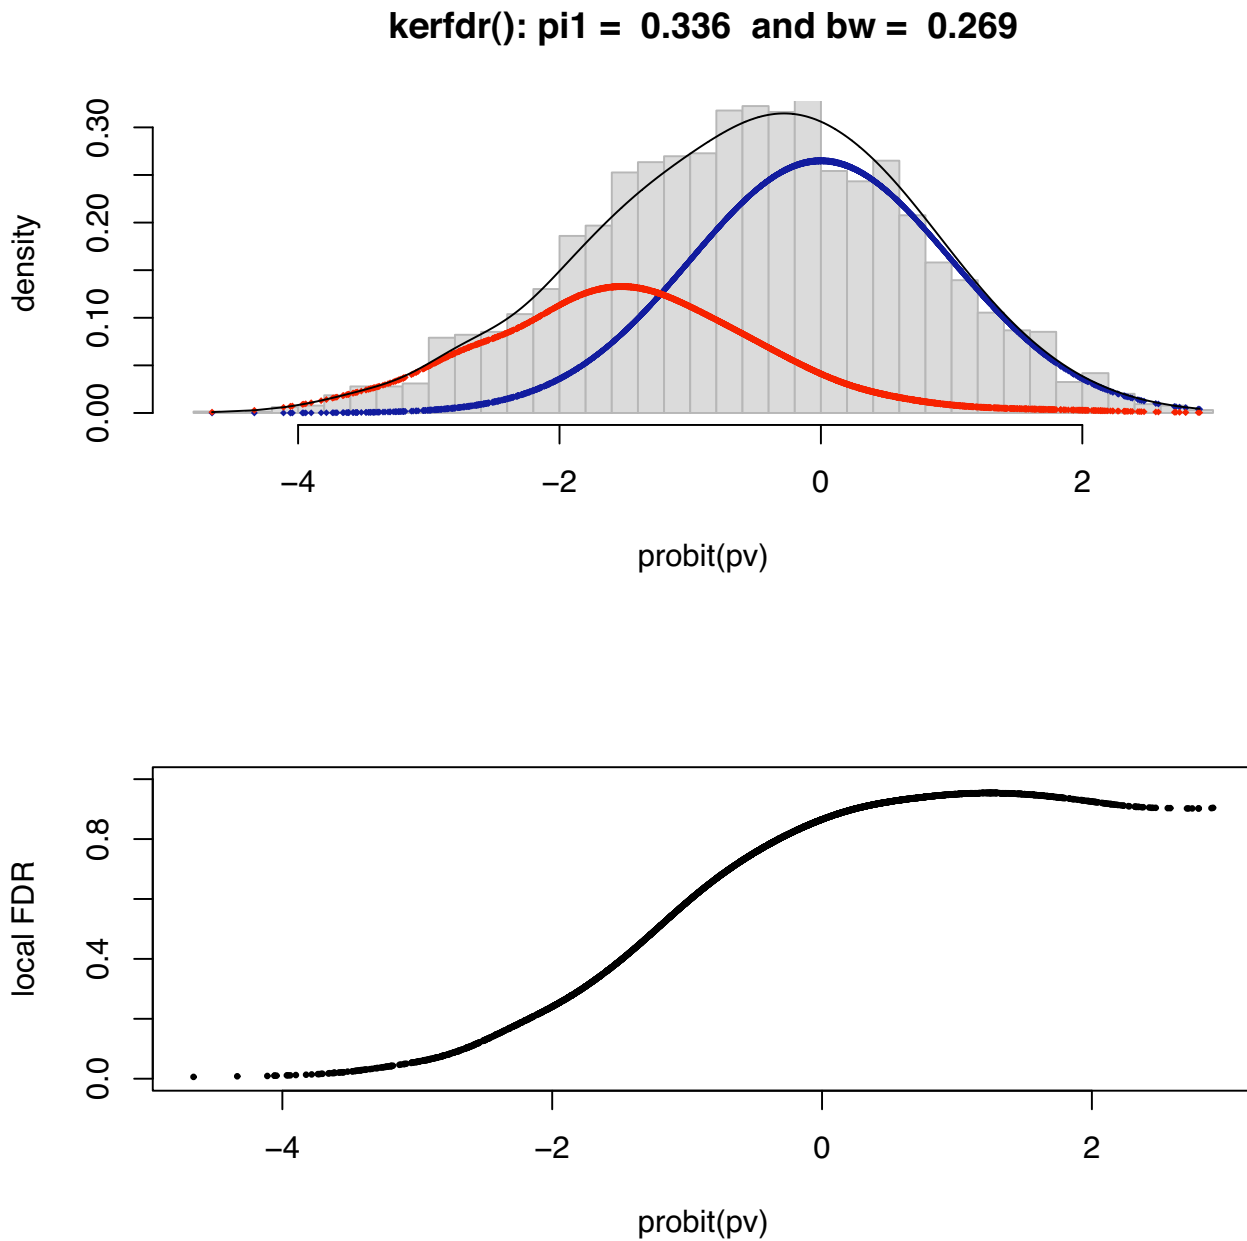 kerfdr(): pi1 = 0.336 and bw = 0.269
density
0.30
0.20
0.10
0.00
−4 −2 0 2
probit(pv)
local FDR
0.8
0.4
0.0
−4 −2 0 2
probit(pv)